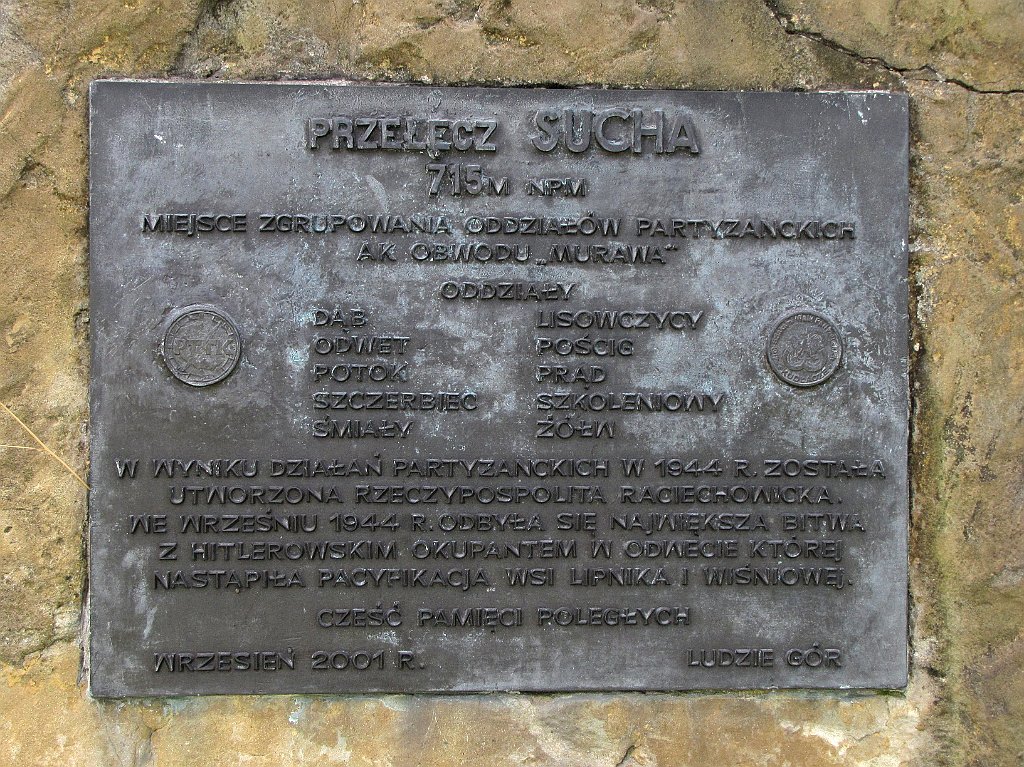 PRZEŁĘCZ SUCHA
715M NPM
MIEJSCE ZGRUPOWANIA ODDZIAŁÓW PARTYZANCKICH
AK OBWODU „MURAWA"
ODDZIAŁY
DĄB LISOWCZYCY
ODWET POŚCIG
POTOK PRĄD
SZCZERBIEC SZKOLENIOWY
ŚMIAŁY ŻÓŁW
PTTK
W WYNIKU DZIAŁAŃ PARTYZANCKICH W 1944 R. ZOSTAŁA
UTWORZONA RZECZYPOSPOLITA RACIECHOWICKA.
WE WRZEŚNIU 1944 R. ODBYŁA SIĘ NAJWIĘKSZA BITWA
Z HITLEROWSKIM OKUPANTEM W ODWECIE KTÓREJ
NASTĄPIŁA PACYFIKACJA WSI LIPNIKA I WIŚNIOWEJ.
CZEŚĆ PAMIĘCI POLEGŁYCH
WRZESIEŃ 2001 R. LUDZIE GÓR